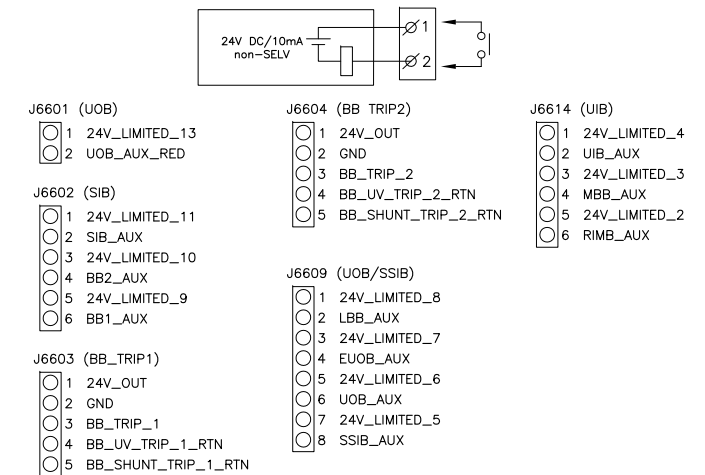 24V DC/10mA
non-SELV
1
2
J6601 (UOB)
1 24V_LIMITED_13
2 UOB_AUX_RED
J6602 (SIB)
1 24V_LIMITED_11
2 SIB_AUX
3 24V_LIMITED_10
4 BB2_AUX
5 24V_LIMITED_9
6 BB1_AUX
J6603 (BB_TRIP1)
1 24V_OUT
2 GND
3 BB_TRIP_1
4 BB_UV_TRIP_1_RTN
5 BB_SHUNT_TRIP_1_RTN
J6604 (BB TRIP2)
1 24V_OUT
2 GND
3 BB_TRIP_2
4 BB_UV_TRIP_2_RTN
5 BB_SHUNT_TRIP_2_RTN
J6609 (UOB/SSIB)
1 24V_LIMITED_8
2 LBB_AUX
3 24V_LIMITED_7
4 EUOB_AUX
5 24V_LIMITED_6
6 UOB_AUX
7 24V_LIMITED_5
8 SSIB_AUX
J6614 (UIB)
1 24V_LIMITED_4
2 UIB_AUX
3 24V_LIMITED_3
4 MBB_AUX
5 24V_LIMITED_2
6 RIMB_AUX